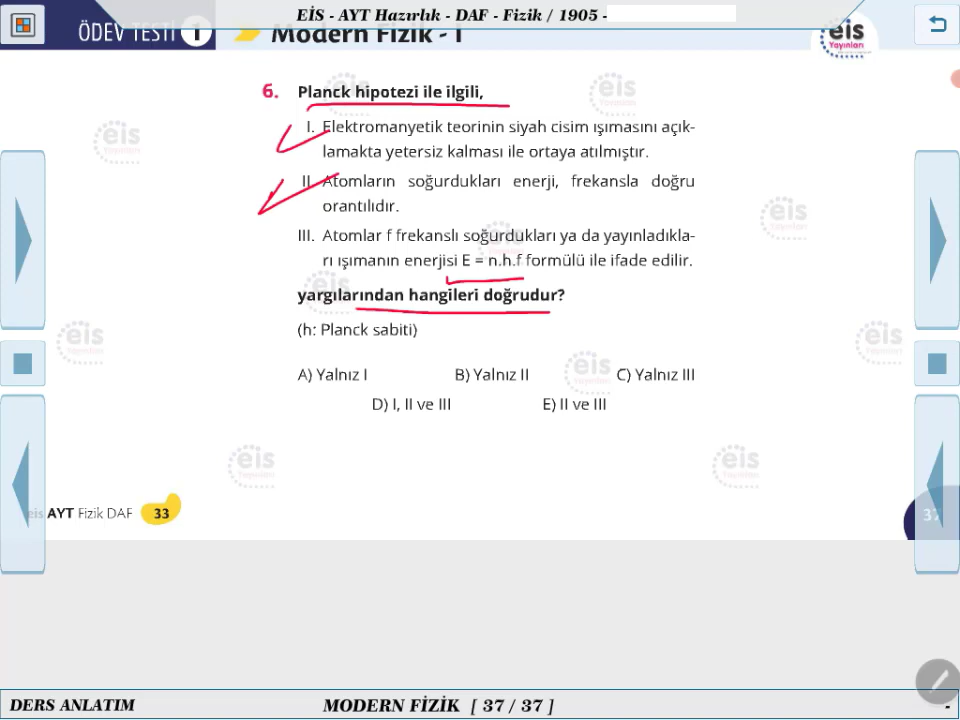 EİS - AYT Hazırlık - DAF - Fizik / 1905 -
ÖDEV TESTİ 1
Modern Fizik - I
eis
Yayınları
6. Planck hipotezi ile ilgili,
I. Elektromanyetik teorinin siyah cisim ışımasını açık-
lamakta yetersiz kalması ile ortaya atılmıştır.
II. Atomların soğurdukları enerji, frekansla doğru
orantılıdır.
III. Atomlar f frekanslı soğurdukları ya da yayınladıkla-
rı ışımanın enerjisi E = n.h.f formülü ile ifade edilir.
yargılarından hangileri doğrudur?
(h: Planck sabiti)
A) Yalnız I B) Yalnız II C) Yalnız III
D) I, II ve III E) II ve III
eis AYT Fizik DAF 33
37
DERS ANLATIM MODERN FİZİK [ 37 / 37 ] -